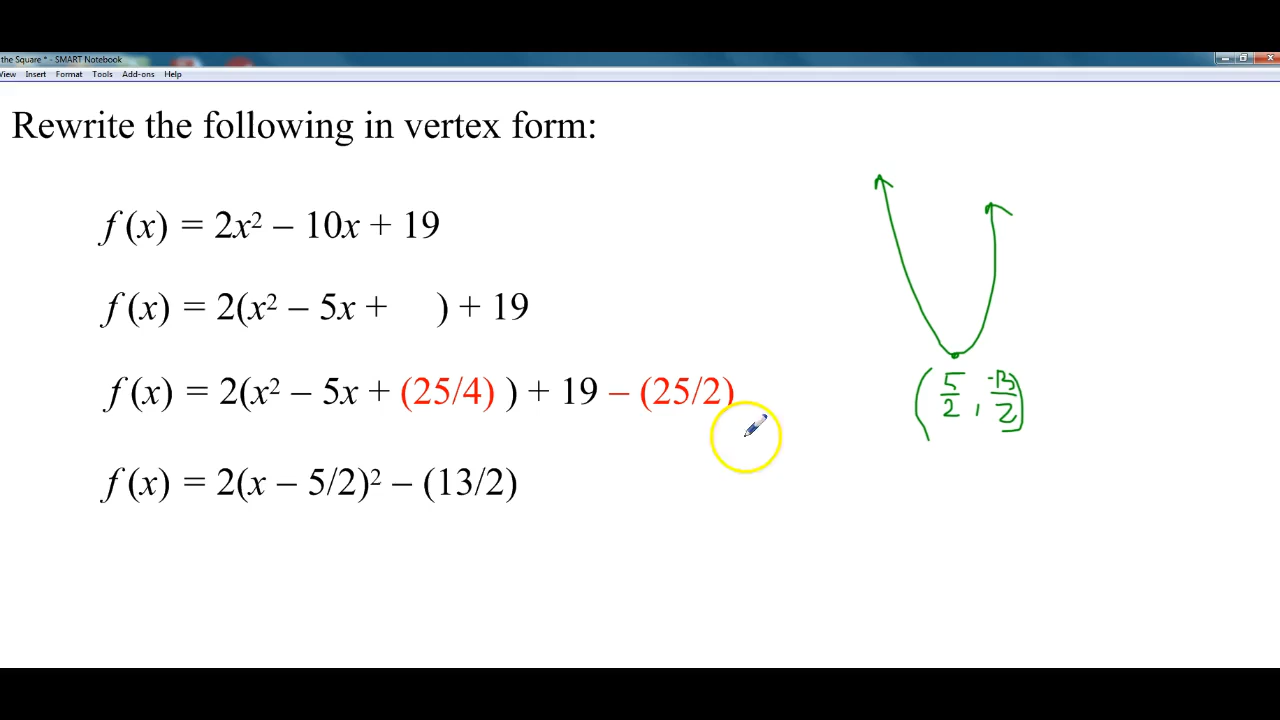 the Square * - SMART Notebook
View Insert Format Tools Add-ons Help
Rewrite the following in vertex form:
f (x) = 2x² – 10x + 19
f (x) = 2(x² – 5x + ) + 19
f (x) = 2(x² – 5x + (25/4) ) + 19 – (25/2)
f (x) = 2(x – 5/2)² – (13/2)
(5/2, -13/2)